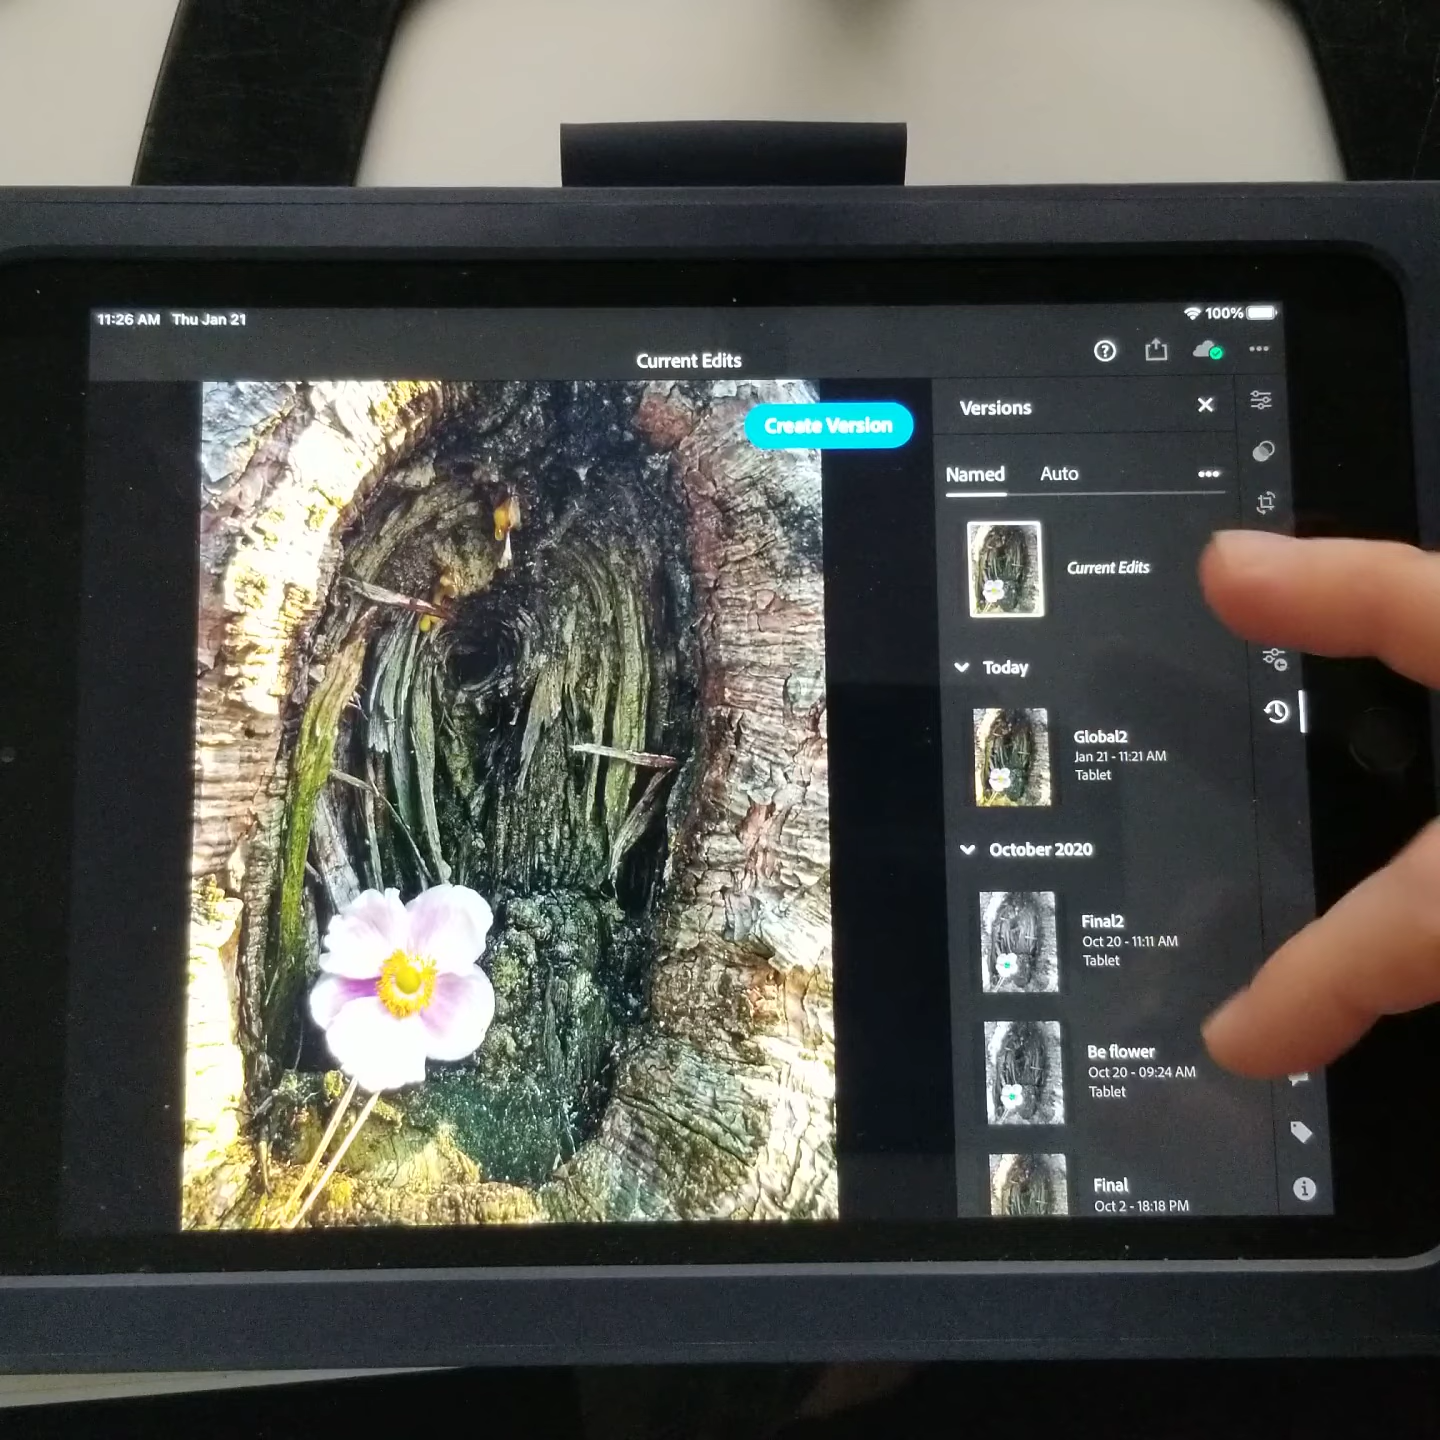 11:26 AM Thu Jan 21
100%
Current Edits
Create Version
Versions
Named Auto
Current Edits
Today
Global2
Jan 21 - 11:21 AM
Tablet
October 2020
Final2
Oct 20 - 11:11 AM
Tablet
Be flower
Oct 20 - 09:24 AM
Tablet
Final
Oct 2 - 18:18 PM